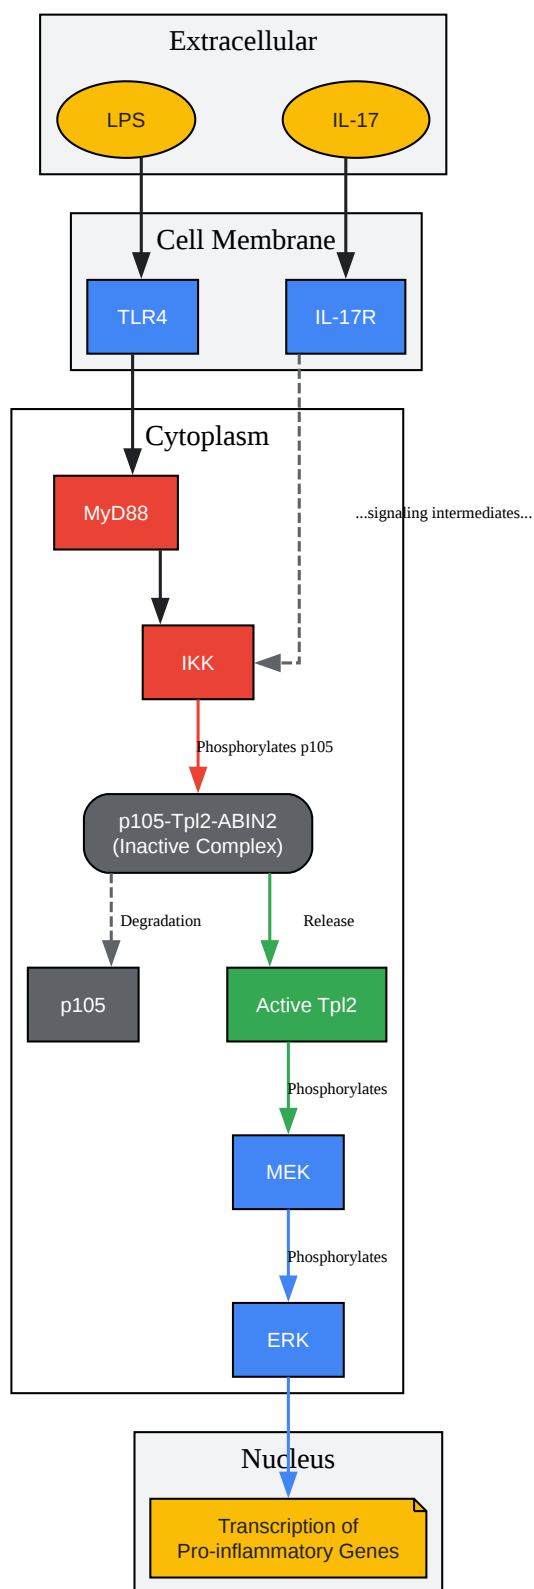 Extracellular
LPS
IL-17
Cell Membrane
TLR4
IL-17R
Cytoplasm
MyD88
...signaling intermediates...
IKK
Phosphorylates p105
p105-Tpl2-ABIN2
(Inactive Complex)
Degradation
Release
p105
Active Tpl2
Phosphorylates
MEK
Phosphorylates
ERK
Nucleus
Transcription of
Pro-inflammatory Genes